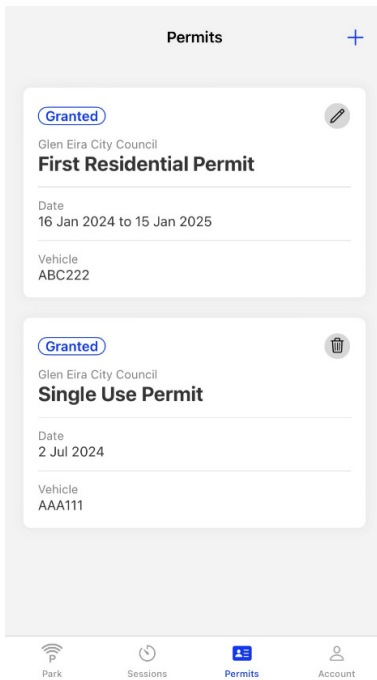 Permits
Granted
Glen Eira City Council
First Residential Permit
Date
16 Jan 2024 to 15 Jan 2025
Vehicle
ABC222
Granted
Glen Eira City Council
Single Use Permit
Date
2 Jul 2024
Vehicle
AAA111
P
Park Sessions Permits Account